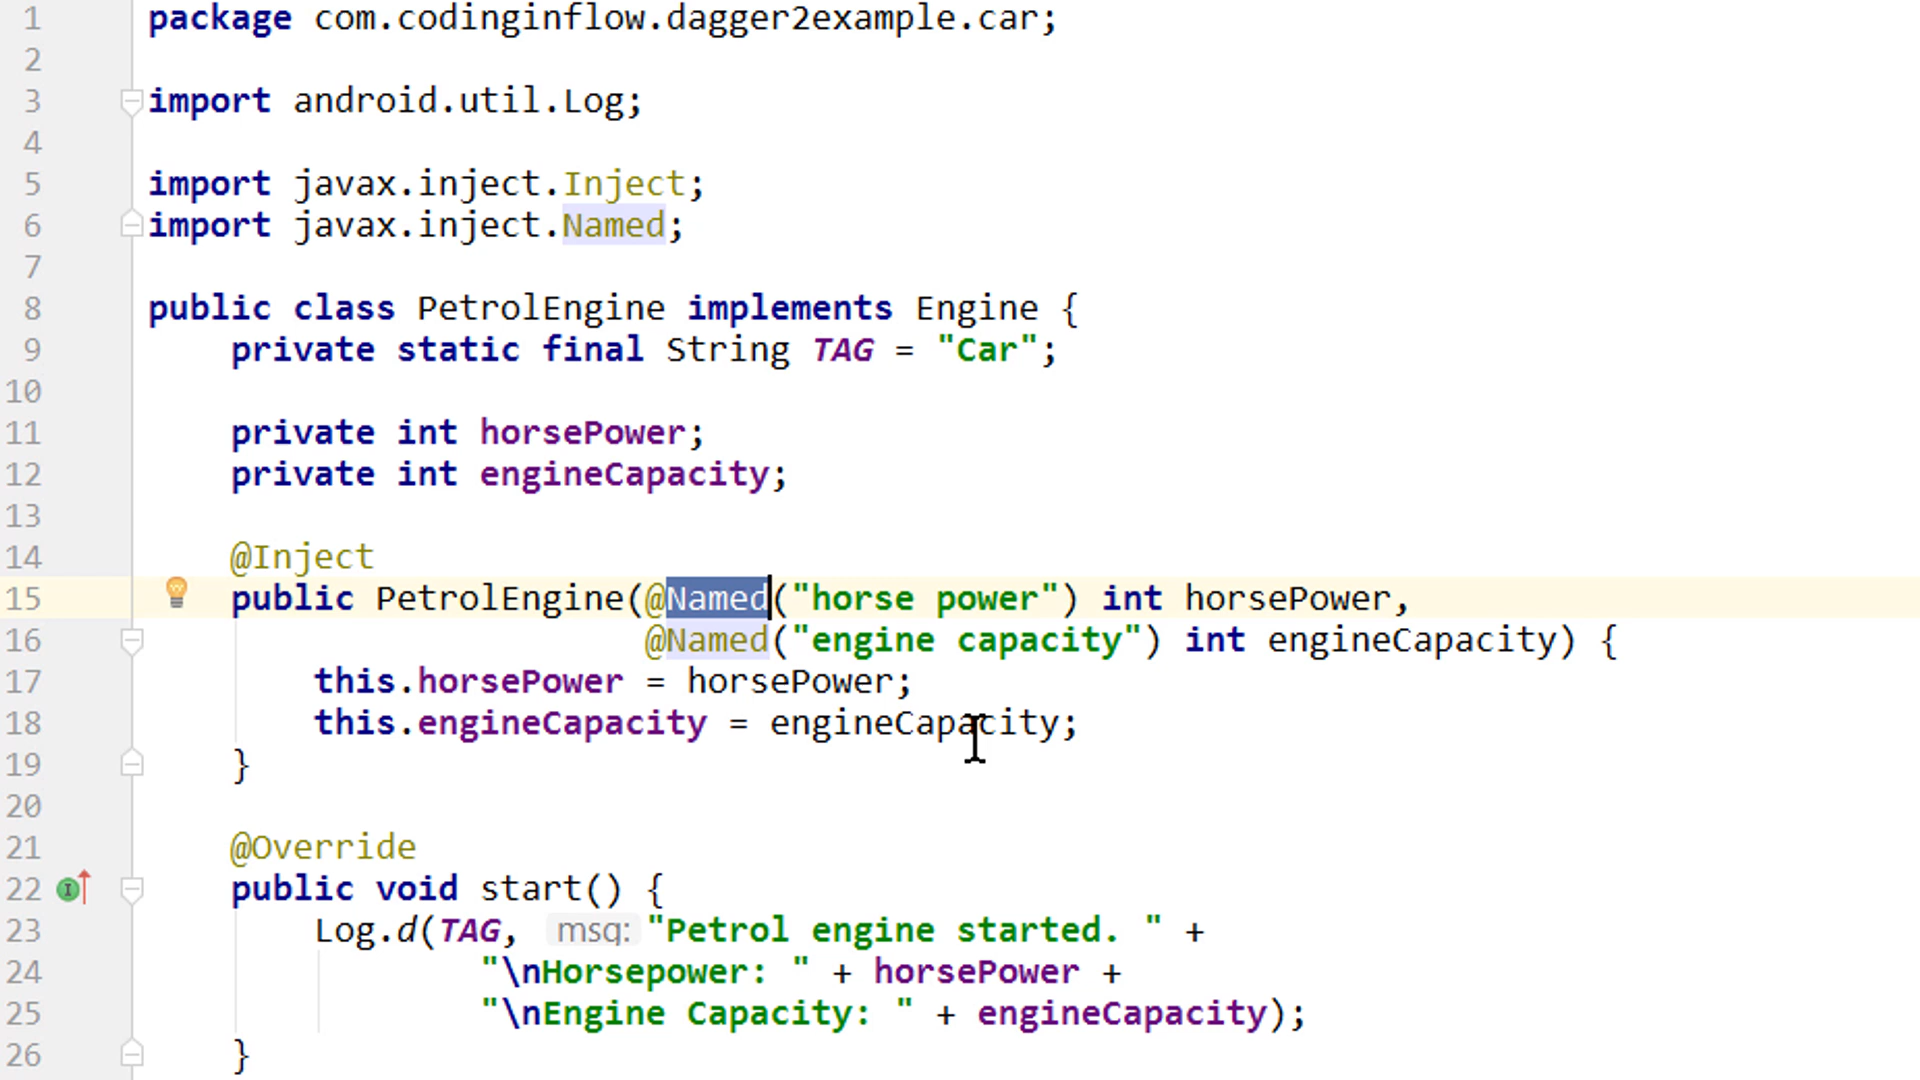 1 package com.codinginflow.dagger2example.car;
2
3 import android.util.Log;
4
5 import javax.inject.Inject;
6 import javax.inject.Named;
7
8 public class PetrolEngine implements Engine {
9 private static final String TAG = "Car";
10
11 private int horsePower;
12 private int engineCapacity;
13
14 @Inject
15 public PetrolEngine(@Named("horse power") int horsePower,
16 @Named("engine capacity") int engineCapacity) {
17 this.horsePower = horsePower;
18 this.engineCapacity = engineCapacity;
19 }
20
21 @Override
22 public void start() {
23 Log.d(TAG, msg: "Petrol engine started. " +
24 "\nHorsepower: " + horsePower +
25 "\nEngine Capacity: " + engineCapacity);
26 }